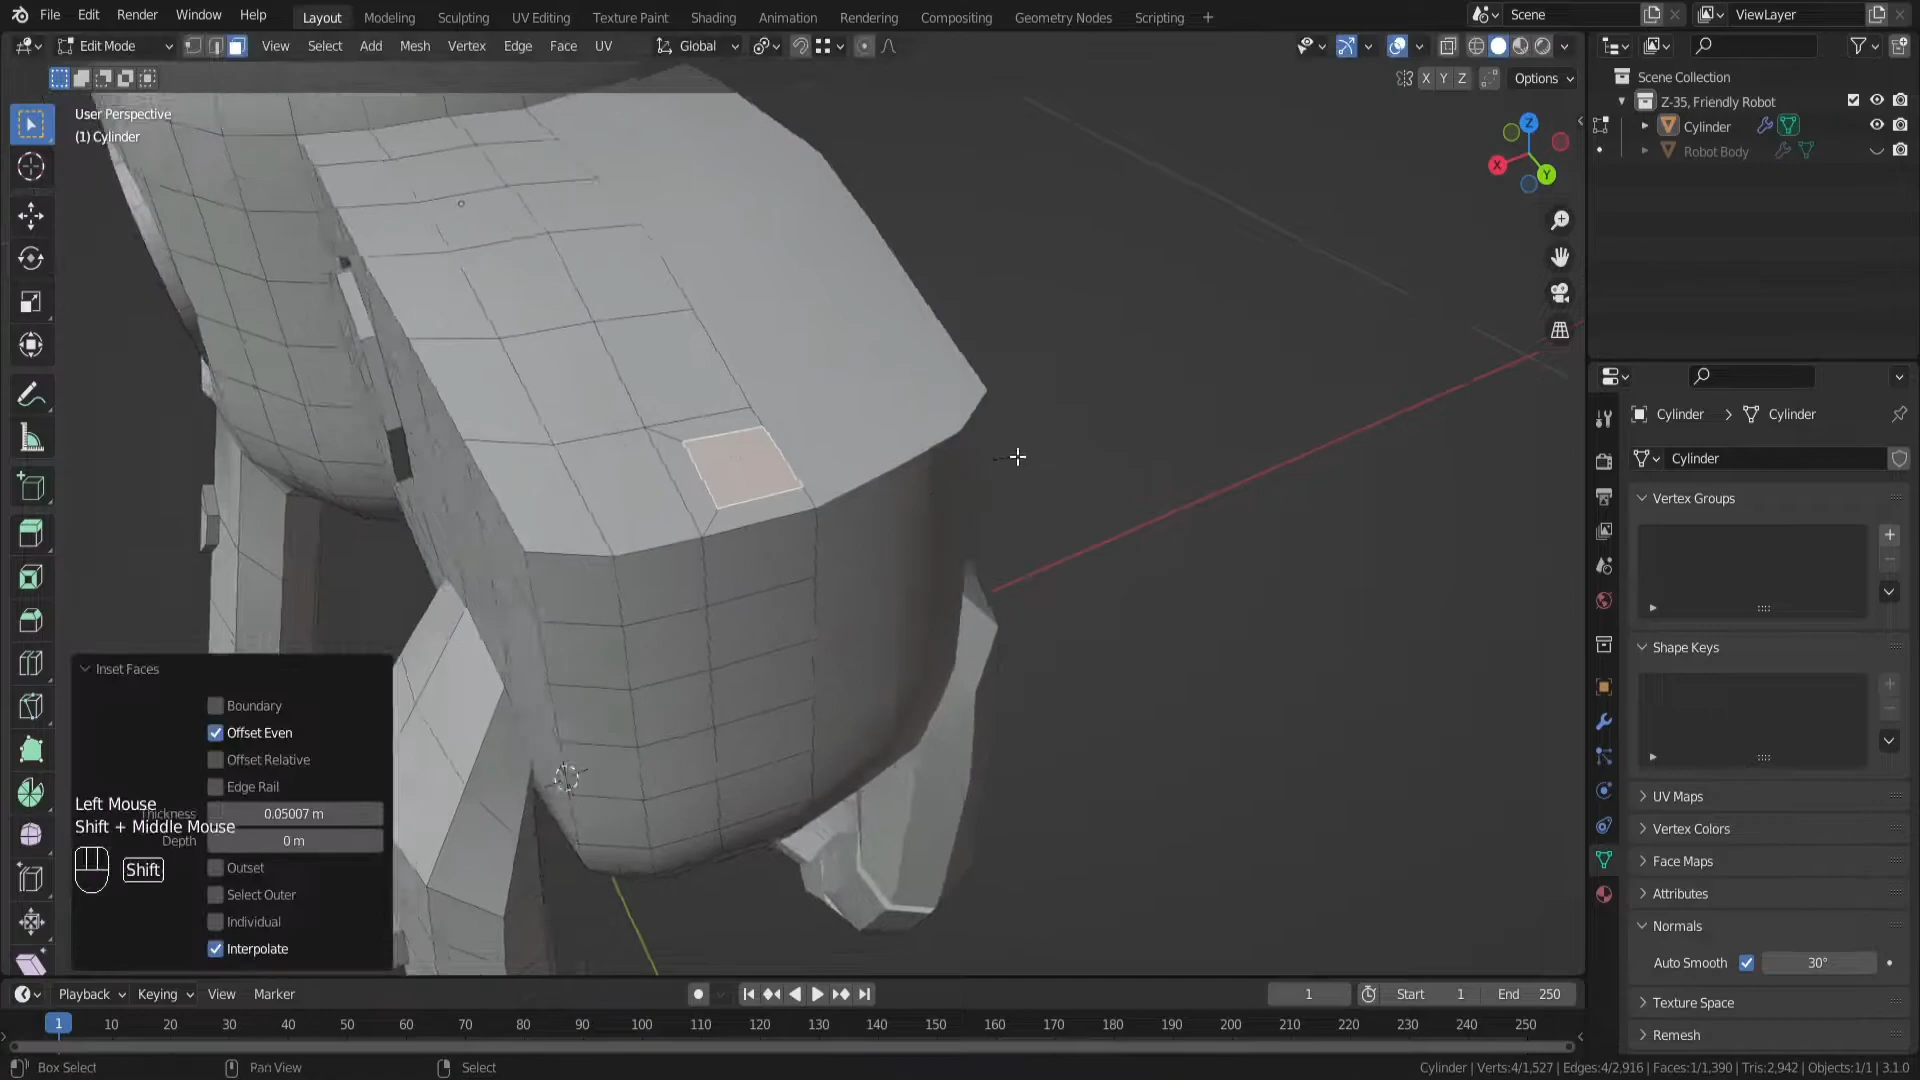 File Edit Render Window Help Layout Modeling Sculpting UV Editing Texture Paint Shading Animation Rendering Compositing Geometry Nodes Scripting + Scene ViewLayer
Edit Mode View Select Add Mesh Vertex Edge Face UV Global
X Y Z Options
User Perspective
(1) Cylinder
Z
X
Y
Scene Collection
Z-35, Friendly Robot
Cylinder
Robot Body
Cylinder > Cylinder
Cylinder
Vertex Groups
Shape Keys
UV Maps
Vertex Colors
Face Maps
Attributes
Normals
Auto Smooth 30°
Texture Space
Remesh
Inset Faces
Boundary
Offset Even
Offset Relative
Edge Rail
Left Mouse
Thickness 0.05007 m
Shift + Middle Mouse
Depth 0 m
Shift
Outset
Select Outer
Individual
Interpolate
Playback Keying View Marker 1 Start 1 End 250
1 10 20 30 40 50 60 70 80 90 100 110 120 130 140 150 160 170 180 190 200 210 220 230 240 250
Box Select Pan View Select Cylinder | Verts:4/1,527 | Edges:4/2,916 | Faces:1/1,390 | Tris:2,942 | Objects:1/1 | 3.1.0